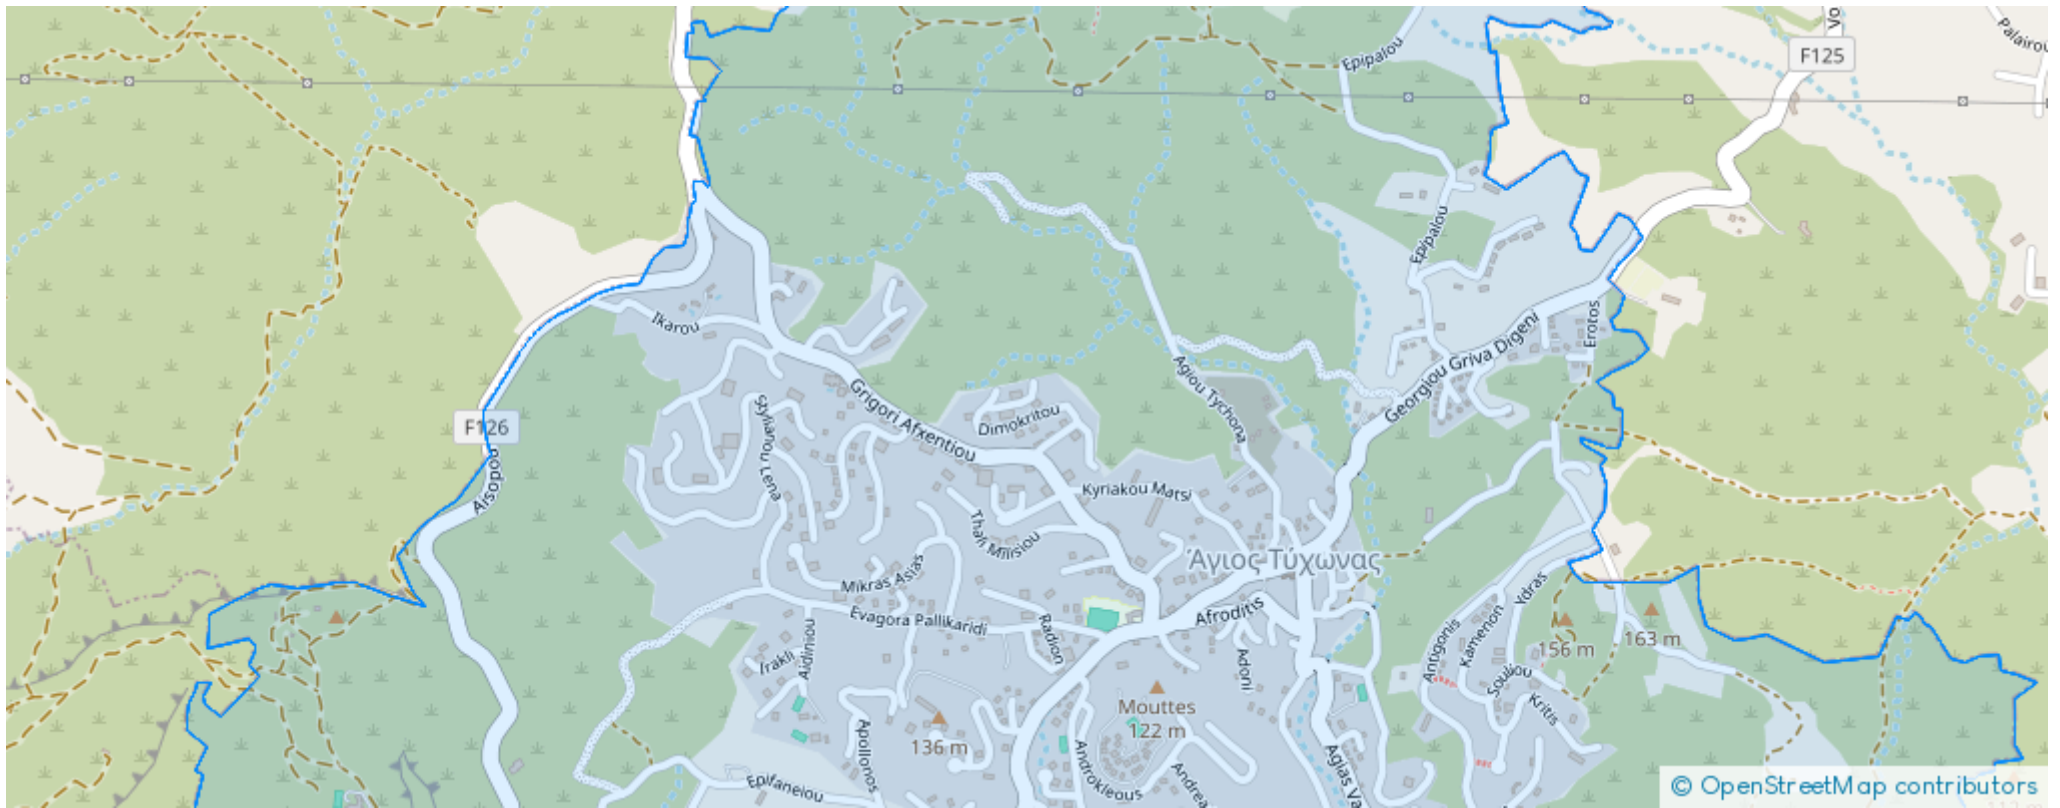 Epipalou
F125
Palairou
Epipalou
Ikarou
Erotos
Georgiou Griva Digeni
Agiou Tychona
Grigori Afxentiou
Dimokritou
Stylianou Lena
F126
Aisopou
Kyriakou Matsi
Thali Milisiou
Άγιος Τύχωνας
Mikras Asias
Evagora Pallikaridi
Afroditis
Radion
Irakli
Aidiniou
Adoni
Antigonis
Kamenon
Ydras
Souliou
Kritis
156 m
163 m
Mouttes
122 m
136 m
Apollonos
Epifaneiou
Androkleous
Andrea
Agias Va
© OpenStreetMap contributors